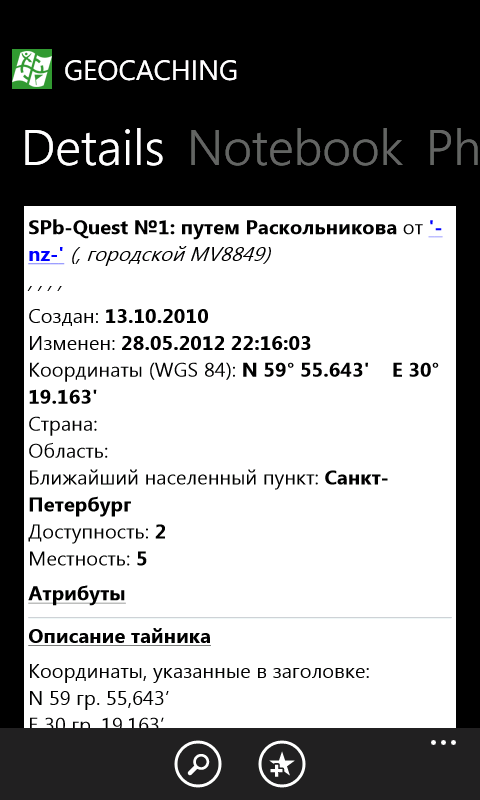 GEOCACHING
Details Notebook Ph
SPb-Quest №1: путем Раскольникова от '-
nz-' (, городской MV8849)
, , , ,
Создан: 13.10.2010
Изменен: 28.05.2012 22:16:03
Координаты (WGS 84): N 59° 55.643' E 30°
19.163'
Страна:
Область:
Ближайший населенный пункт: Санкт-
Петербург
Доступность: 2
Местность: 5
Атрибуты
Описание тайника
Координаты, указанные в заголовке:
N 59 гр. 55,643′
E 30 гр. 19,163′